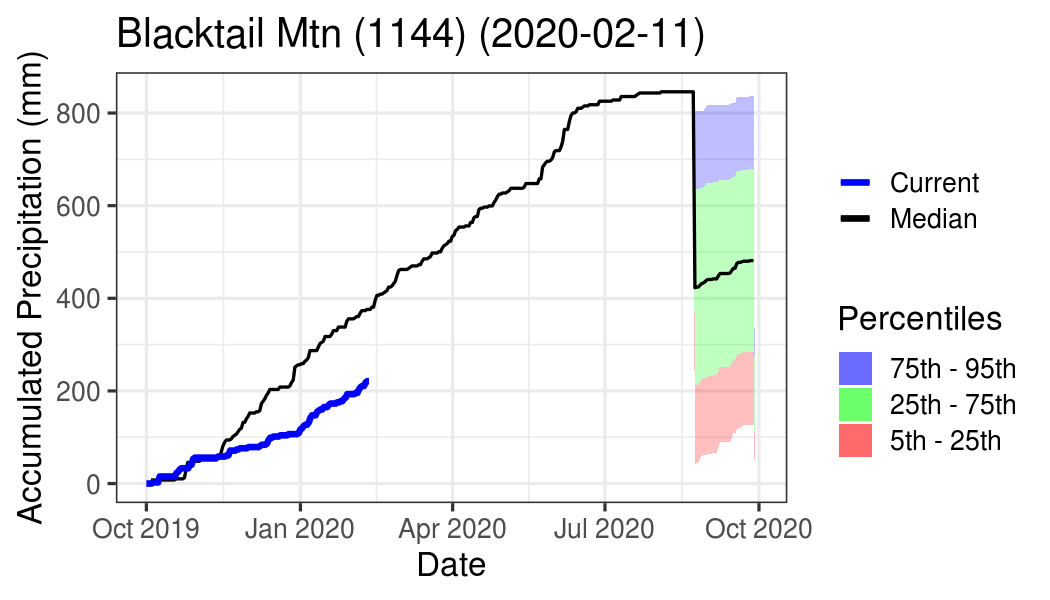 Blacktail Mtn (1144) (2020-02-11)
Accumulated Precipitation (mm)
800
600
400
200
0
Oct 2019
Jan 2020
Apr 2020
Jul 2020
Oct 2020
Date
Current
Median
Percentiles
75th - 95th
25th - 75th
5th - 25th